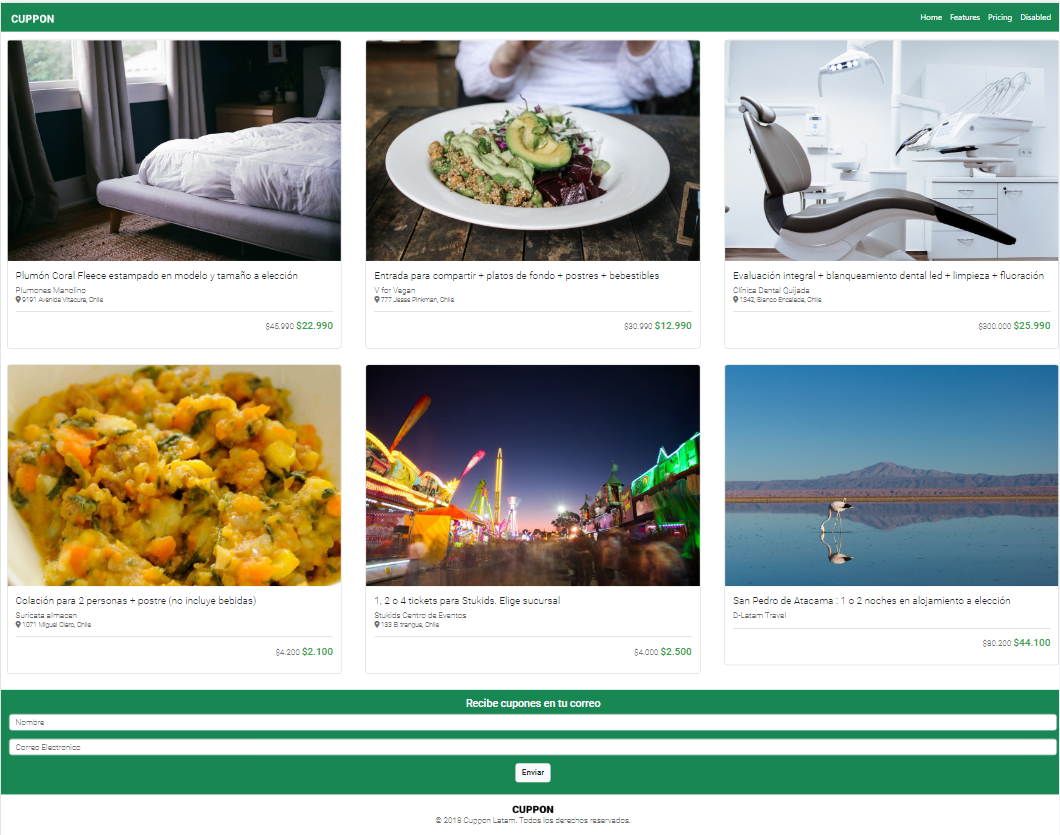 CUPPON
Home Features Pricing Disabled
Plumón Coral Fleece estampado en modelo y tamaño a elección
Plumones Manolino
9191 Avenida Vitacura, Chile
$45.990 $22.990
Entrada para compartir + platos de fondo + postres + bebestibles
V for Vegan
777 Jesse Pinkman, Chile
$30.990 $12.990
Evaluación integral + blanqueamiento dental led + limpieza + fluoración
Clínica Dental Quijada
1342, Blanco Encalada, Chile
$300.000 $25.990
Colación para 2 personas + postre (no incluye bebidas)
Suricata almacen
1071 Miguel Claro, Chile
$4.200 $2.100
1, 2 o 4 tickets para Stukids. Elige sucursal
Stukids Centro de Eventos
133 El trangue, Chile
$4.000 $2.500
San Pedro de Atacama : 1 o 2 noches en alojamiento a elección
D-Latam Travel
$80.200 $44.100
Recibe cupones en tu correo
Nombre
Correo Electronico
Enviar
CUPPON
© 2018 Cuppon Latam. Todos los derechos reservados.